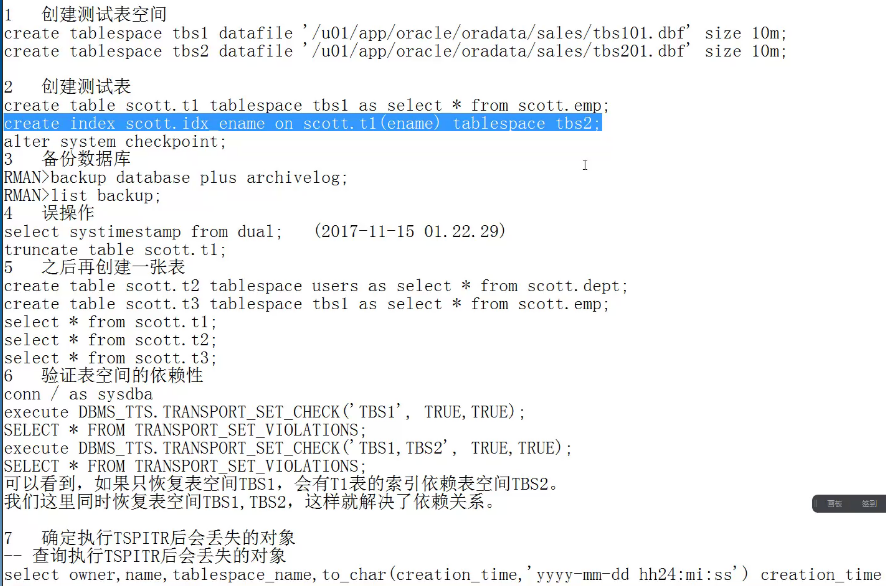 1   创建测试表空间
create tablespace tbs1 datafile '/u01/app/oracle/oradata/sales/tbs101.dbf' size 10m;
create tablespace tbs2 datafile '/u01/app/oracle/oradata/sales/tbs201.dbf' size 10m;
2   创建测试表
create table scott.t1 tablespace tbs1 as select * from scott.emp;
create index scott.idx_ename on scott.t1(ename) tablespace tbs2;
alter system checkpoint;
3   备份数据库
RMAN>backup database plus archivelog;
RMAN>list backup;
4   误操作
select systimestamp from dual;   (2017-11-15 01.22.29)
truncate table scott.t1;
5   之后再创建一张表
create table scott.t2 tablespace users as select * from scott.dept;
create table scott.t3 tablespace tbs1 as select * from scott.emp;
select * from scott.t1;
select * from scott.t2;
select * from scott.t3;
6   验证表空间的依赖性
conn / as sysdba
execute DBMS_TTS.TRANSPORT_SET_CHECK('TBS1', TRUE,TRUE);
SELECT * FROM TRANSPORT_SET_VIOLATIONS;
execute DBMS_TTS.TRANSPORT_SET_CHECK('TBS1,TBS2', TRUE,TRUE);
SELECT * FROM TRANSPORT_SET_VIOLATIONS;
可以看到，如果只恢复表空间TBS1，会有T1表的索引依赖表空间TBS2。
我们这里同时恢复表空间TBS1,TBS2，这样就解决了依赖关系。
画板 签到
7   确定执行TSPITR后会丢失的对象
-- 查询执行TSPITR后会丢失的对象
select owner,name,tablespace_name,to_char(creation_time,'yyyy-mm-dd hh24:mi:ss') creation_time